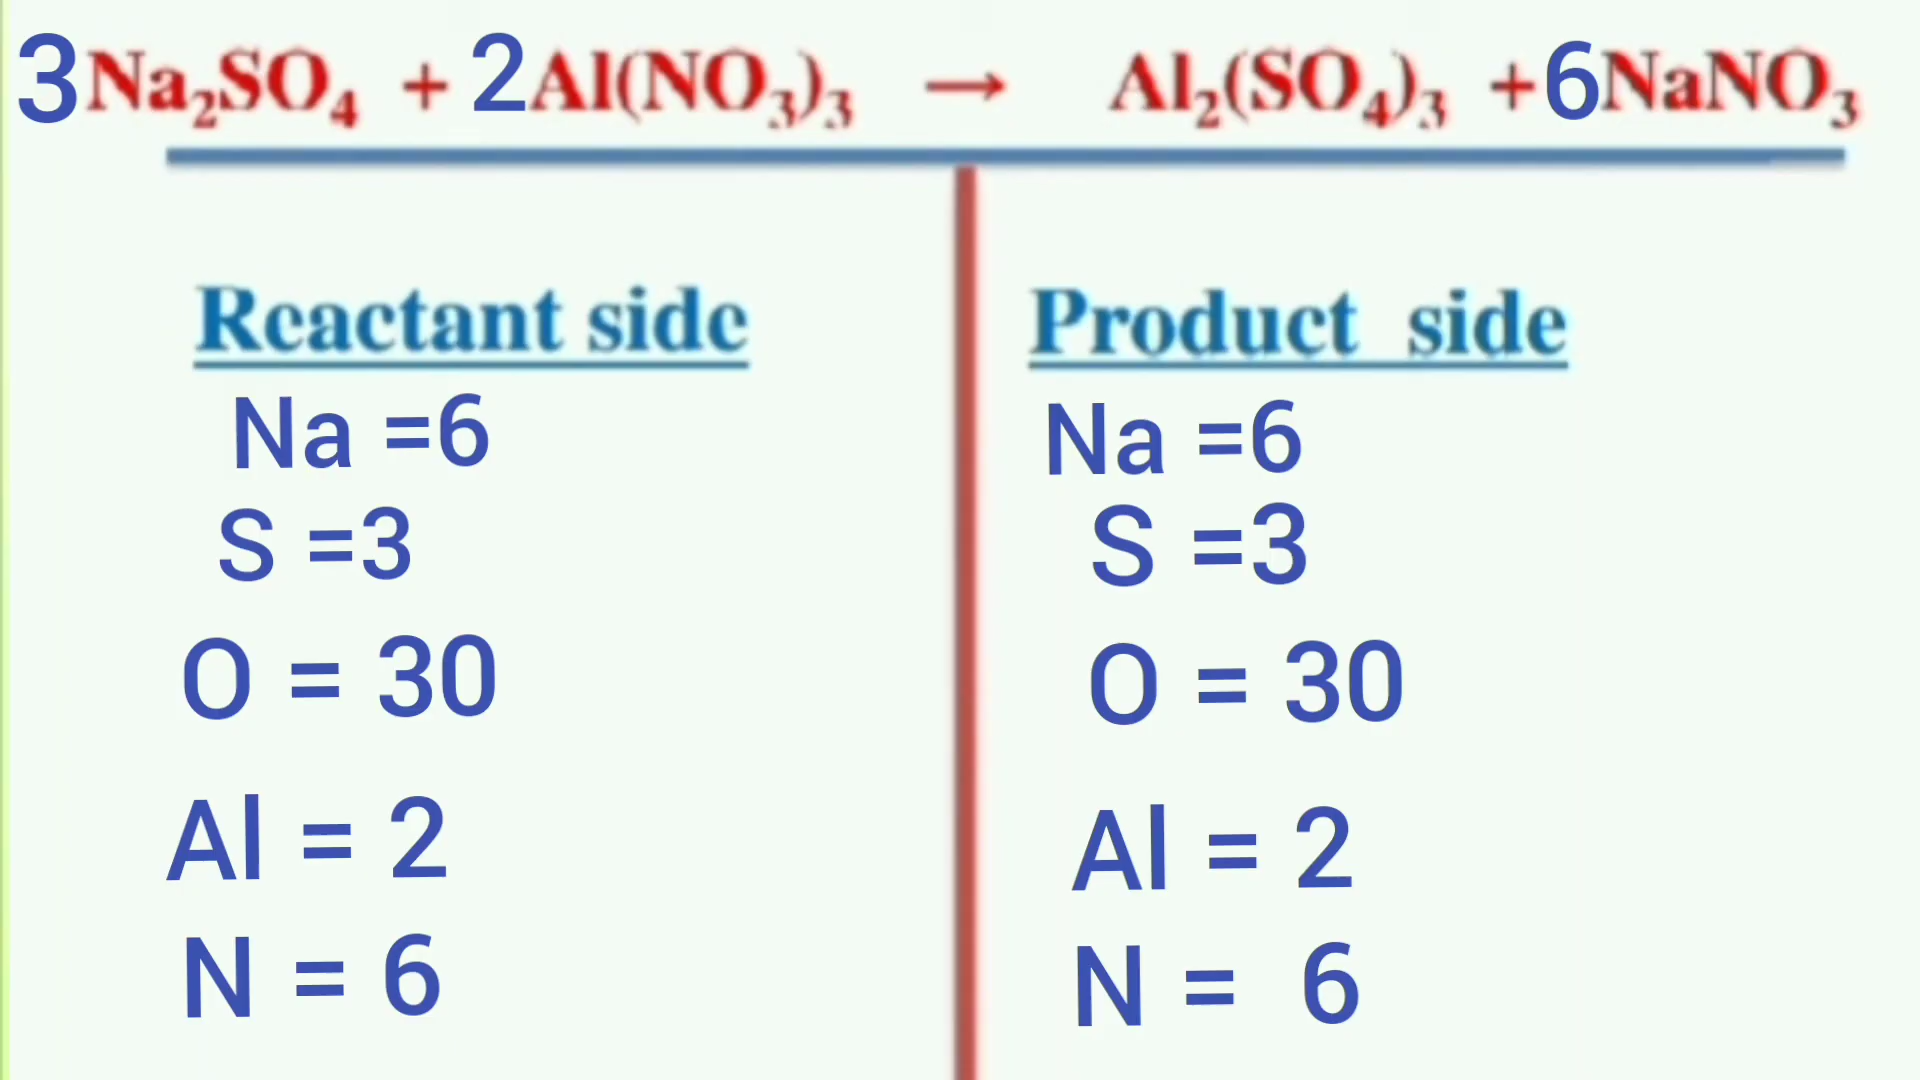 3Na₂SO₄ + 2Al(NO₃)₃ → Al₂(SO₄)₃ +6NaNO₃
Reactant side
Product side
Na =6
S =3
O = 30
Al = 2
N = 6
Na =6
S =3
O = 30
Al = 2
N = 6